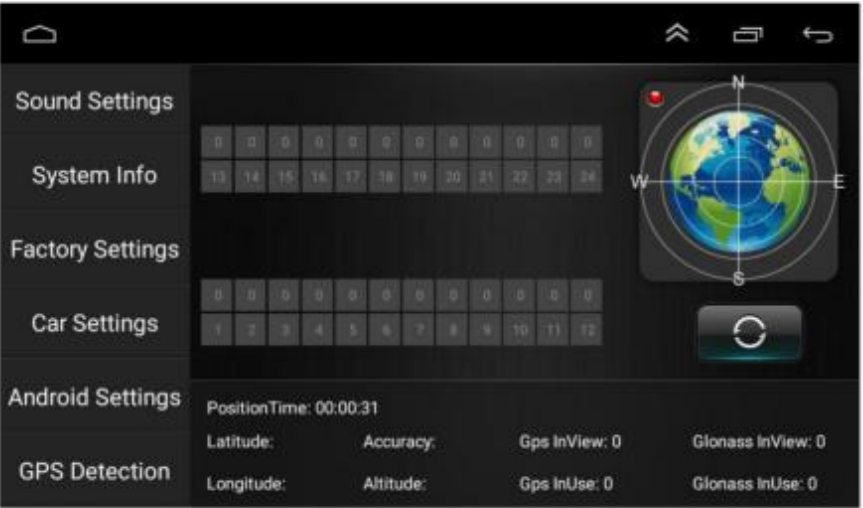 Sound Settings
System Info
Factory Settings
Car Settings
Android Settings
GPS Detection
0 0 0 0 0 0 0 0 0 0 0 0
13 14 15 16 17 18 19 20 21 22 23 24
0 0 0 0 0 0 0 0 0 0 0 0
1 2 3 4 5 6 7 8 9 10 11 12
N
W E
S
PositionTime: 00:00:31
Latitude: Accuracy: Gps InView: 0 Glonass InView: 0
Longitude: Altitude: Gps InUse: 0 Glonass InUse: 0